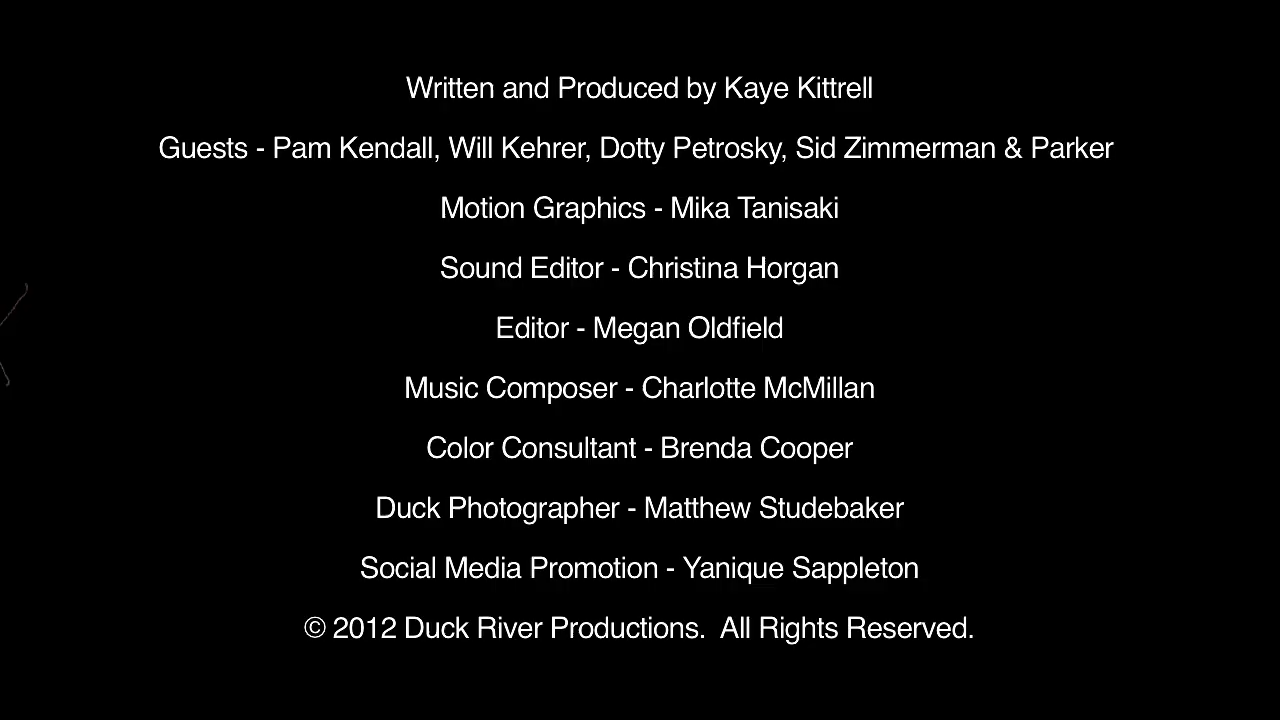 Written and Produced by Kaye Kittrell
Guests - Pam Kendall, Will Kehrer, Dotty Petrosky, Sid Zimmerman & Parker
Motion Graphics - Mika Tanisaki
Sound Editor - Christina Horgan
Editor - Megan Oldfield
Music Composer - Charlotte McMillan
Color Consultant - Brenda Cooper
Duck Photographer - Matthew Studebaker
Social Media Promotion - Yanique Sappleton
© 2012 Duck River Productions.  All Rights Reserved.